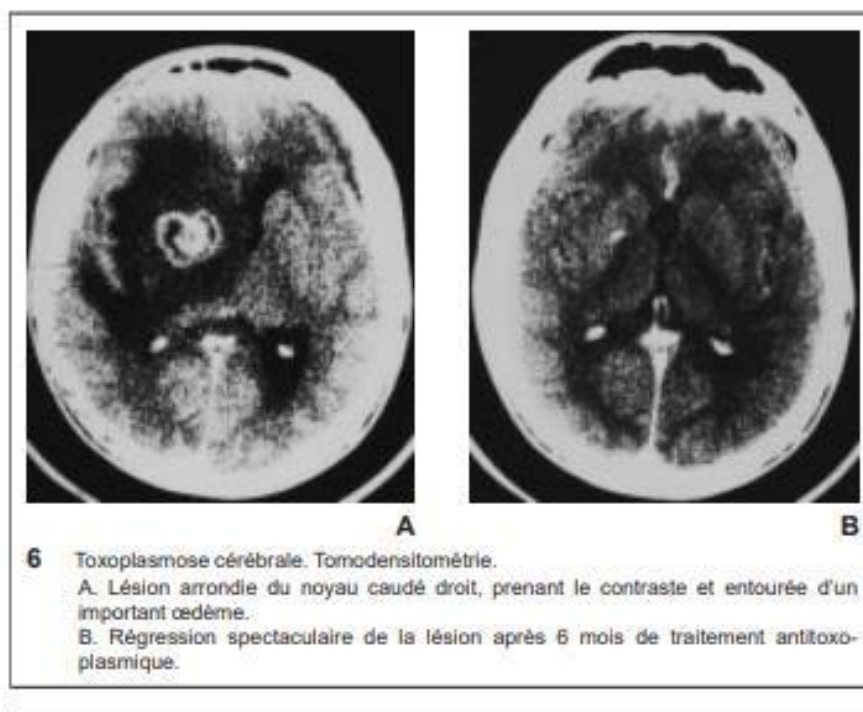 A
B
6 Toxoplasmose cérébrale. Tomodensitométrie.
A. Lésion arrondie du noyau caudé droit, prenant le contraste et entourée d'un
important œdème.
B. Régression spectaculaire de la lésion après 6 mois de traitement antitoxo-
plasmique.